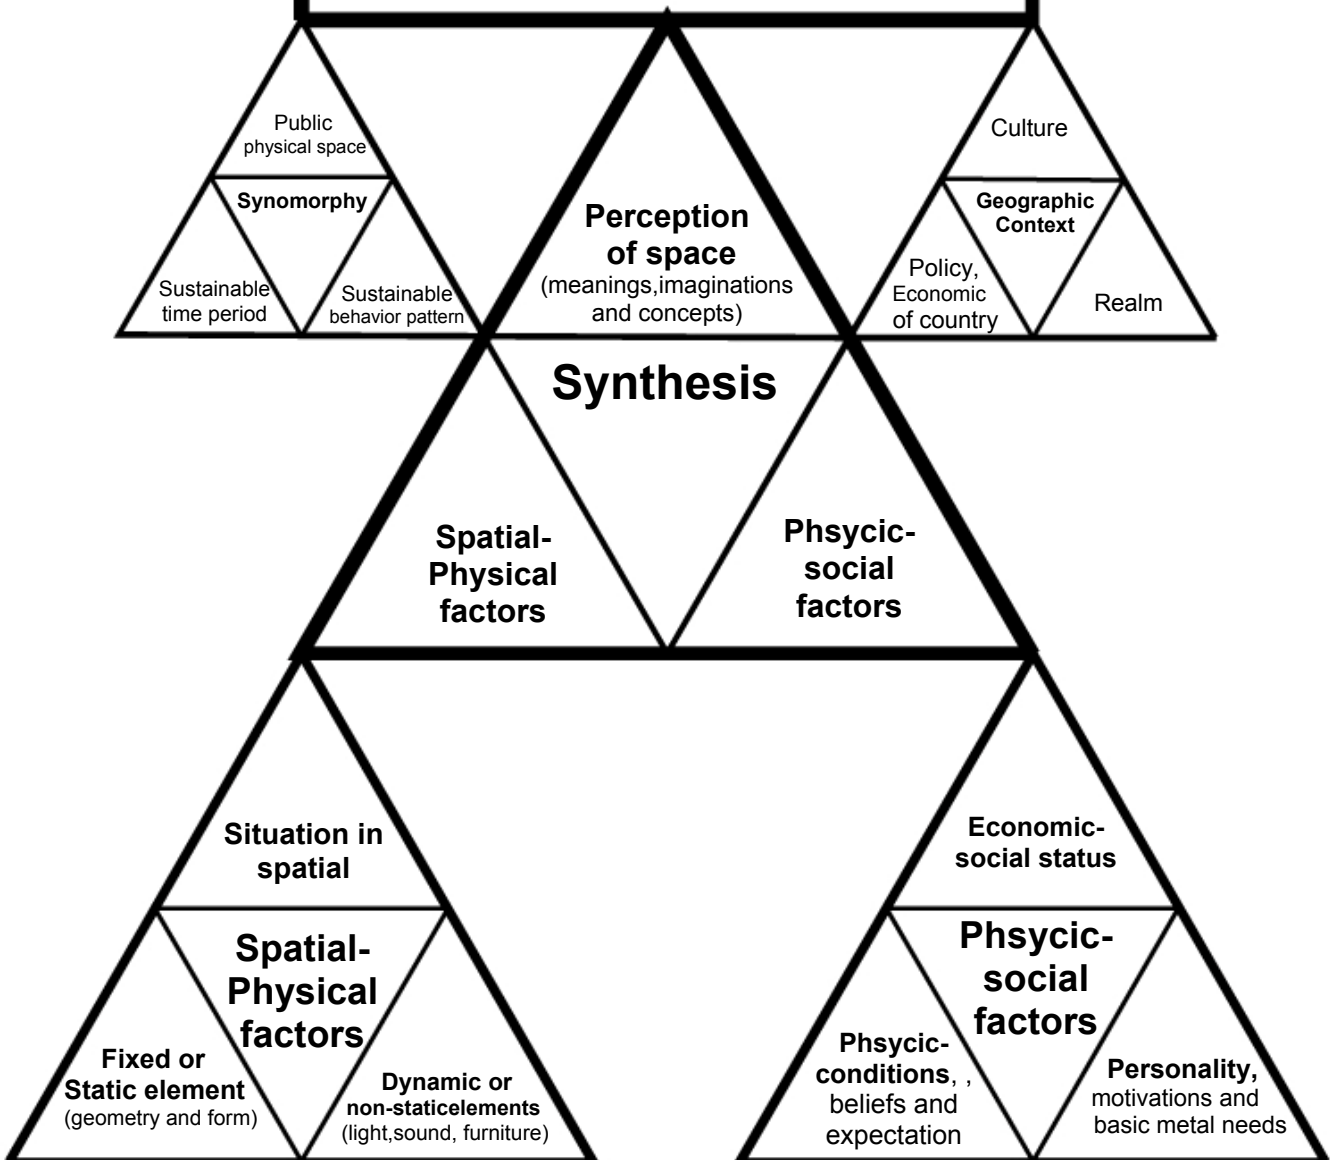 Public
physical space
Synomorphy
Sustainable
time period
Sustainable
behavior pattern
Perception
of space
(meanings,imaginations
and concepts)
Culture
Geographic
Context
Policy,
Economic
of country
Realm
Synthesis
Spatial-
Physical
factors
Phsycic-
social
factors
Situation in
spatial
Spatial-
Physical
factors
Fixed or
Static element
(geometry and form)
Dynamic or
non-staticelements
(light,sound, furniture)
Economic-
social status
Phsycic-
social
factors
Phsycic-
conditions, ,
beliefs and
expectation
Personality,
motivations and
basic metal needs